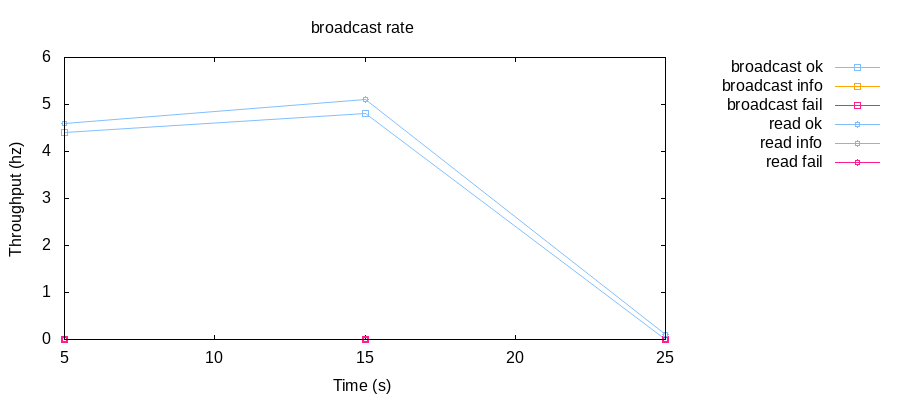 broadcast rate
6
5
4
3
2
1
0
Throughput (hz)
5 10 15 20 25
Time (s)
broadcast ok
broadcast info
broadcast fail
read ok
read info
read fail